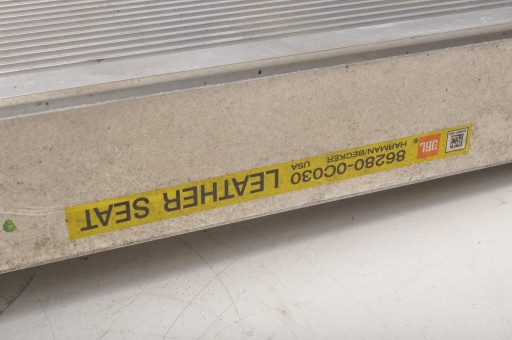 JBL
86280-0C030 LEATHER SEAT
HARMAN/BECKER USA